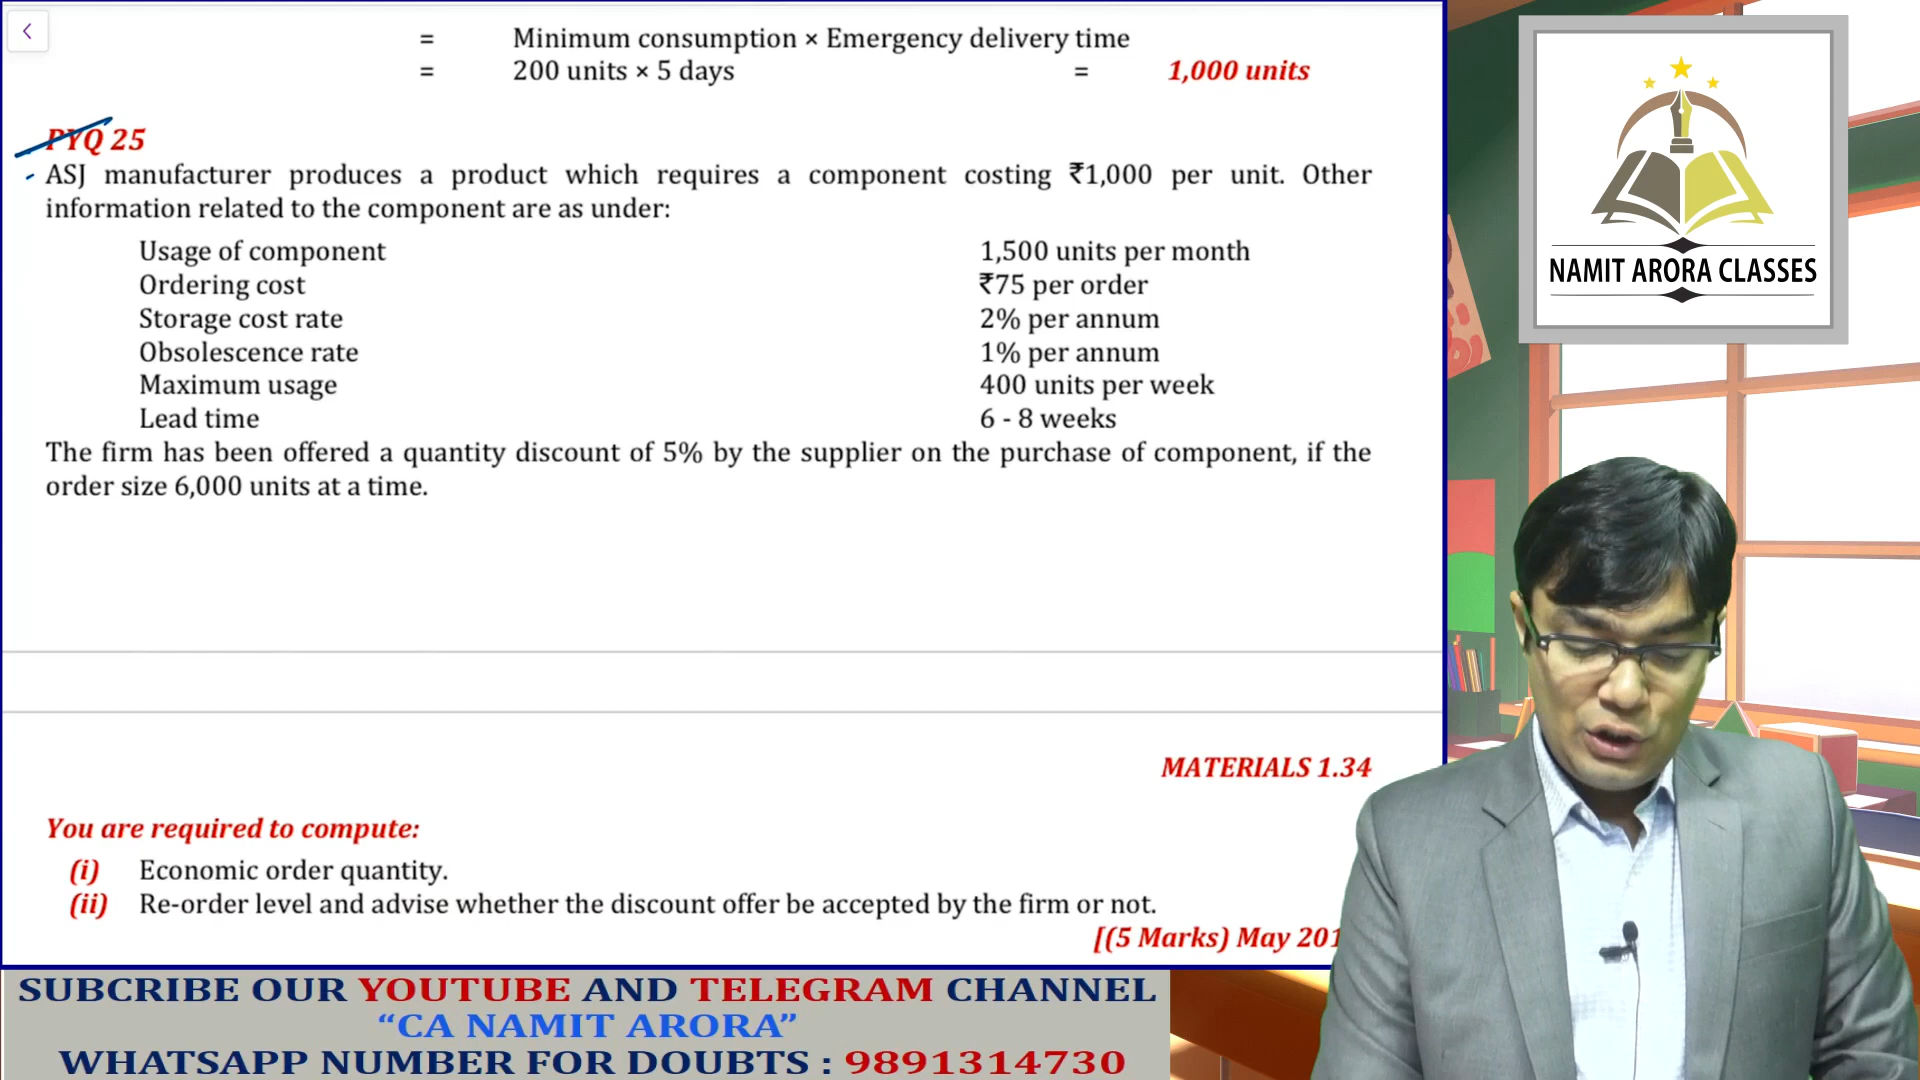 = Minimum consumption × Emergency delivery time
= 200 units × 5 days = 1,000 units
PYQ 25
ASJ manufacturer produces a product which requires a component costing ₹1,000 per unit. Other
information related to the component are as under:
Usage of component 1,500 units per month
Ordering cost ₹75 per order
Storage cost rate 2% per annum
Obsolescence rate 1% per annum
Maximum usage 400 units per week
Lead time 6 - 8 weeks
The firm has been offered a quantity discount of 5% by the supplier on the purchase of component, if the
order size 6,000 units at a time.
MATERIALS 1.34
You are required to compute:
(i) Economic order quantity.
(ii) Re-order level and advise whether the discount offer be accepted by the firm or not.
[(5 Marks) May 201
NAMIT ARORA CLASSES
SUBCRIBE OUR YOUTUBE AND TELEGRAM CHANNEL
“CA NAMIT ARORA”
WHATSAPP NUMBER FOR DOUBTS : 9891314730